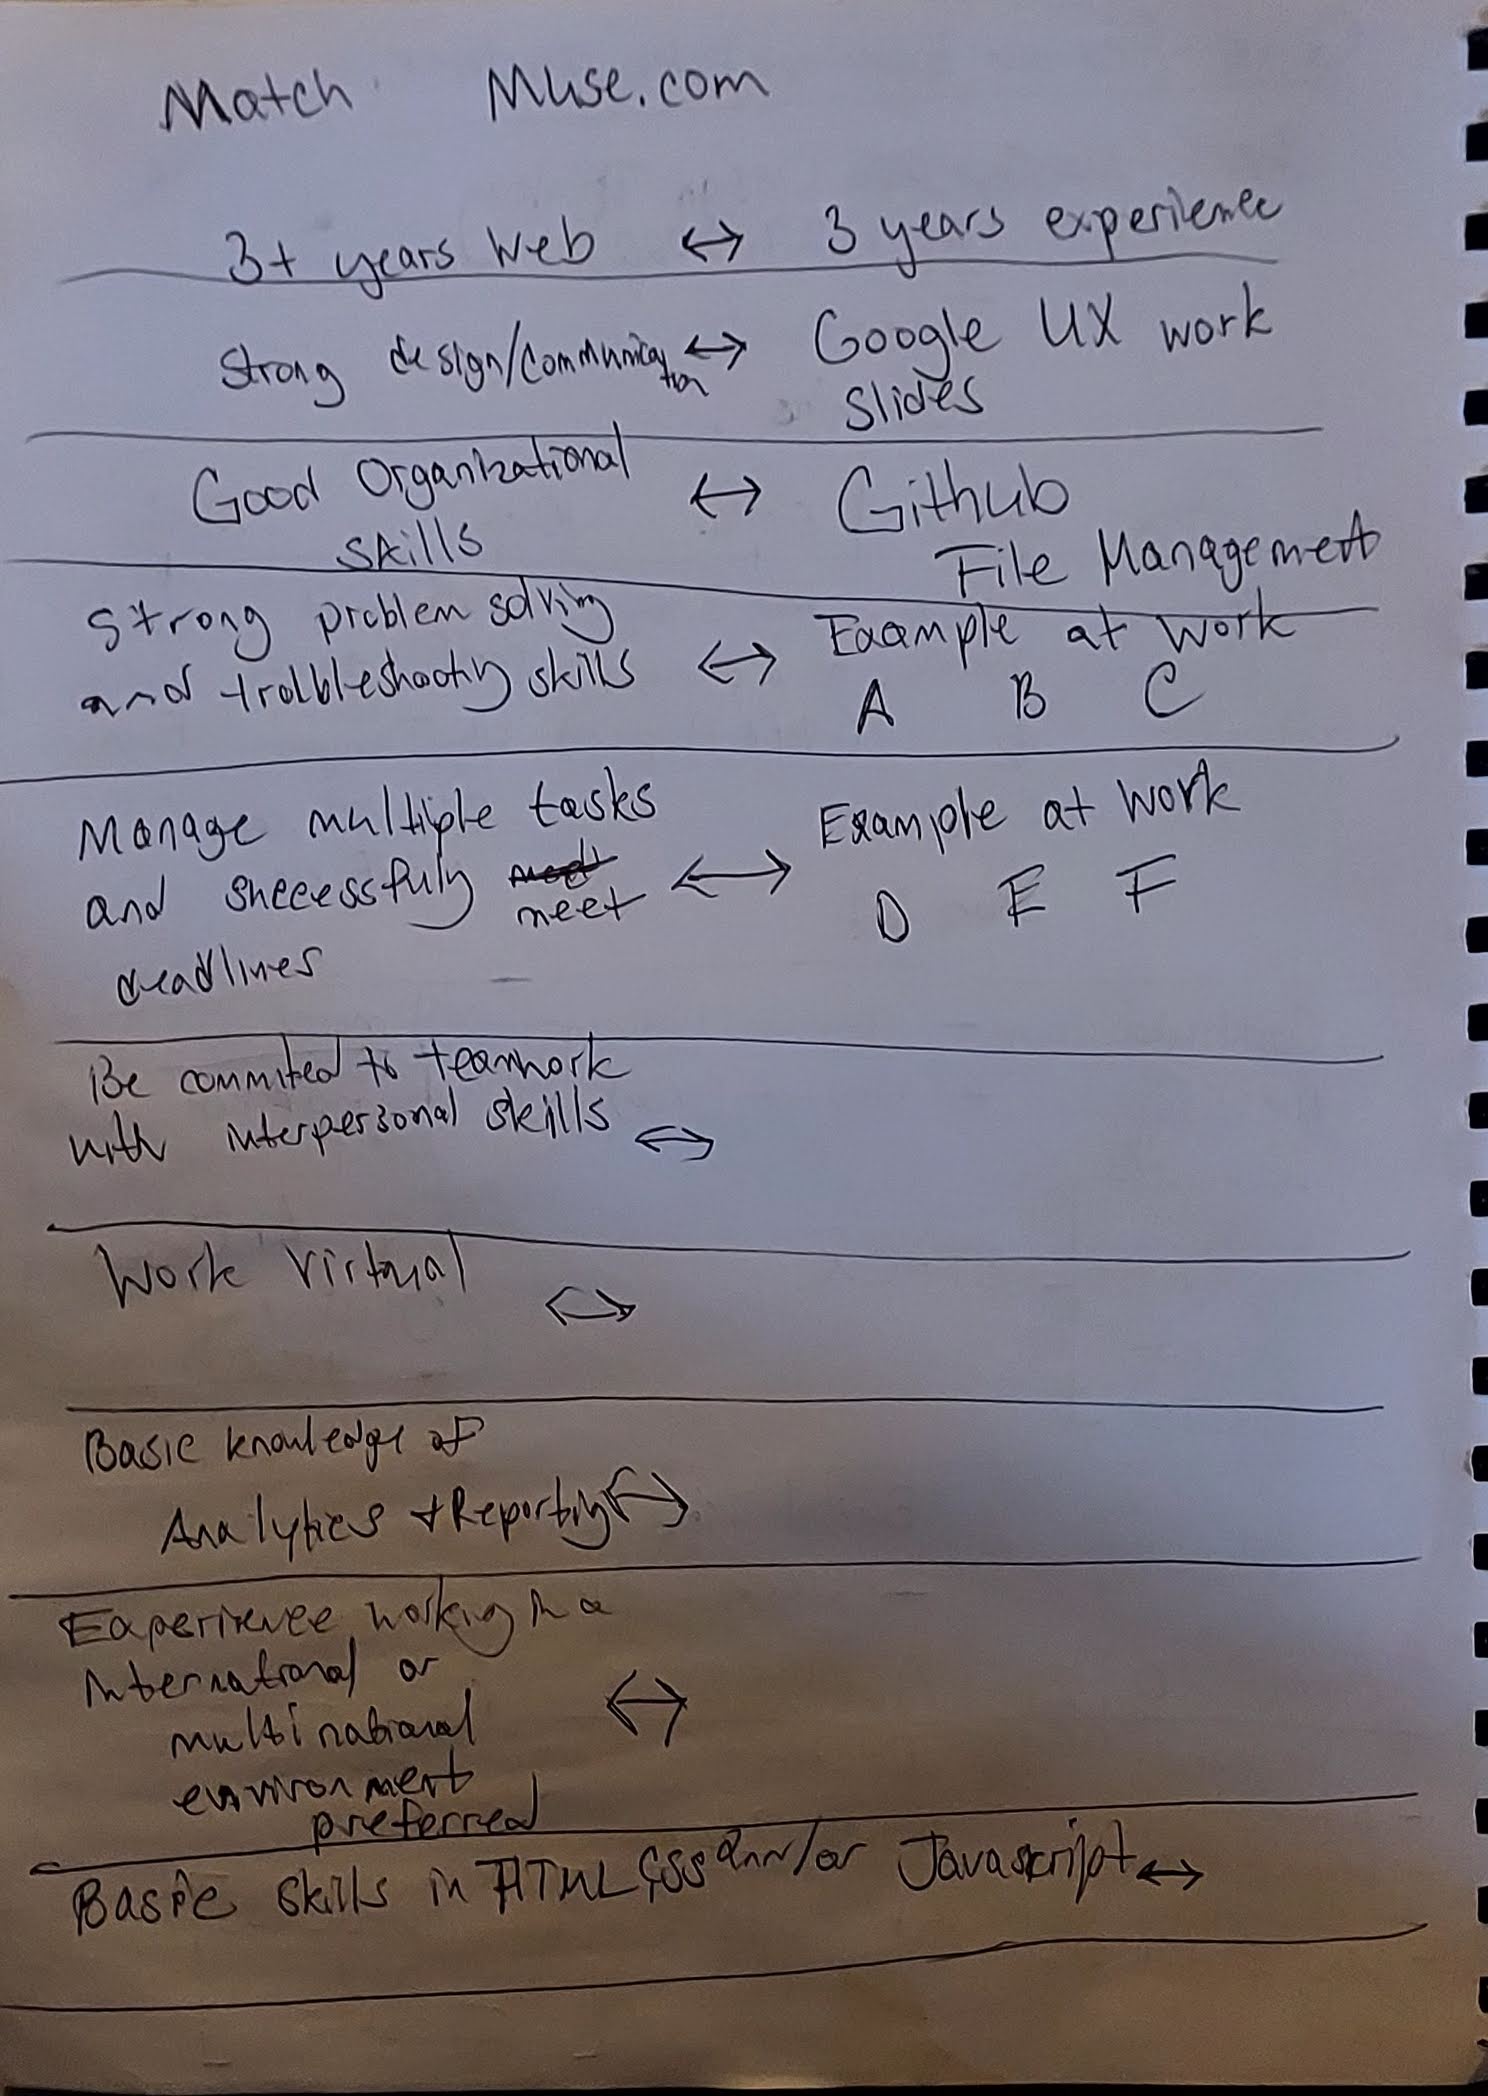 Match Muse.com
3+ years Web ↔ 3 years experience
Strong design/communication ↔ Google UX work
Slides
Good Organizational ↔ Github
skills
File Management
Strong problem solving
and troubleshooting skills ↔ Example at work
A B C
Manage multiple tasks
and successfully meet ↔ Example at work
D E F
deadlines
Be commited to teamwork
with interpersonal skills ↔
Work Virtual ↔
Basic knowledge of
Analytics + Reporting ↔
Experience working in a
international or
multinational ↔
environment
preferred
Basic skills in HTML CSS and/or Javascript ↔